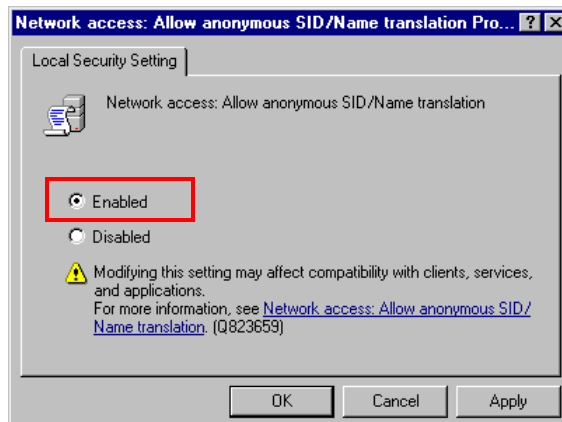 Network access: Allow anonymous SID/Name translation Pro...
Local Security Setting
Network access: Allow anonymous SID/Name translation
Enabled
Disabled
Modifying this setting may affect compatibility with clients, services,
and applications.
For more information, see Network access: Allow anonymous SID/
Name translation. (Q823659)
OK
Cancel
Apply